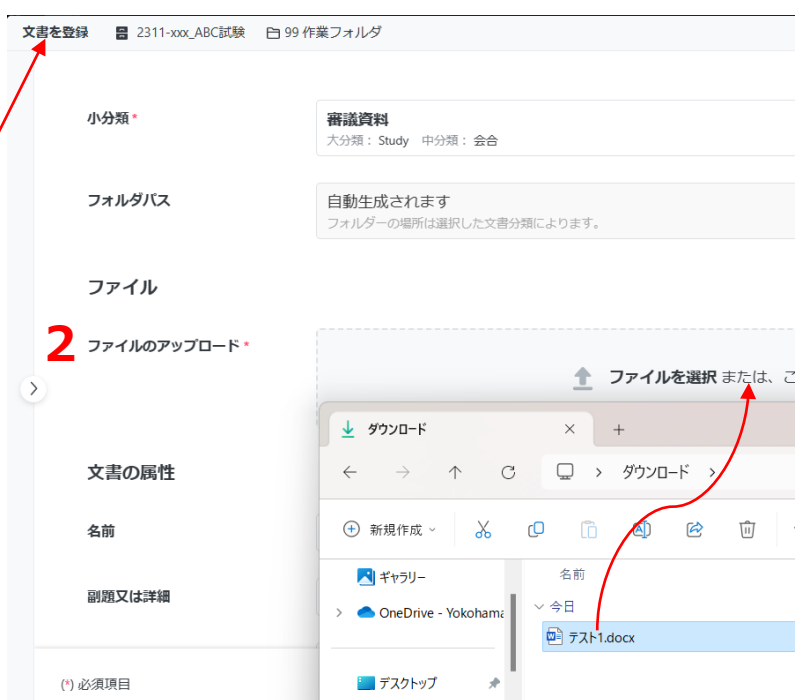 文書を登録 2311-xxx_ABC試験 99 作業フォルダ
小分類 *
審議資料
大分類： Study 中分類： 会合
フォルダパス
自動生成されます
フォルダーの場所は選択した文書分類によります。
ファイル
2
ファイルのアップロード *
ファイルを選択 または、こ
ダウンロード
ダウンロード
文書の属性
新規作成
名前
名前
ギャラリー
今日
副題又は詳細
OneDrive - Yokohama
テスト1.docx
デスクトップ
(*) 必須項目